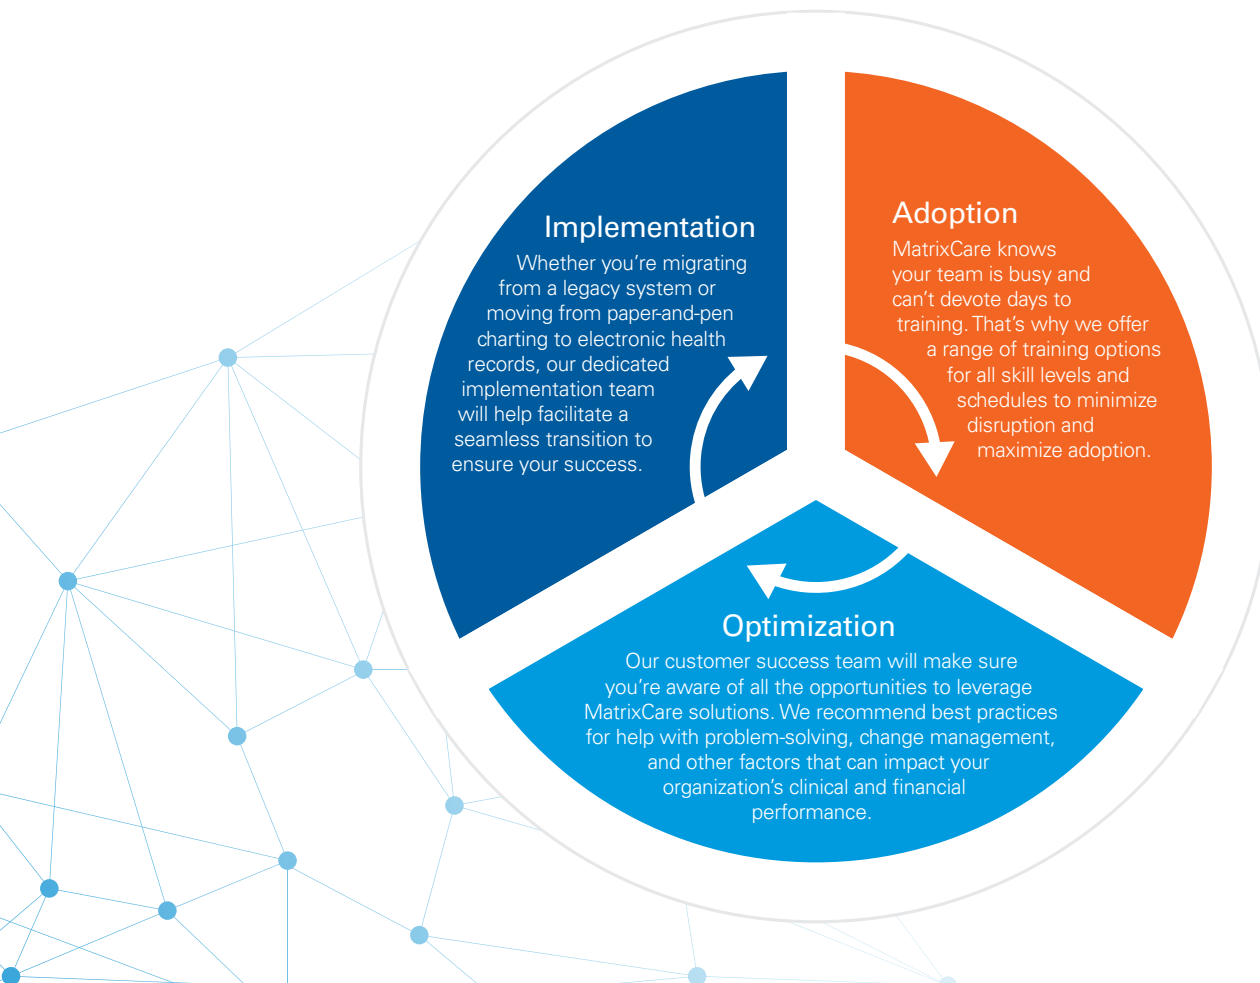 Implementation
Whether you’re migrating
from a legacy system or
moving from paper-and-pen
charting to electronic health
records, our dedicated
implementation team
will help facilitate a
seamless transition to
ensure your success.
Adoption
MatrixCare knows
your team is busy and
can’t devote days to
training. That’s why we offer
a range of training options
for all skill levels and
schedules to minimize
disruption and
maximize adoption.
Optimization
Our customer success team will make sure
you’re aware of all the opportunities to leverage
MatrixCare solutions. We recommend best practices
for help with problem-solving, change management,
and other factors that can impact your
organization’s clinical and financial
performance.